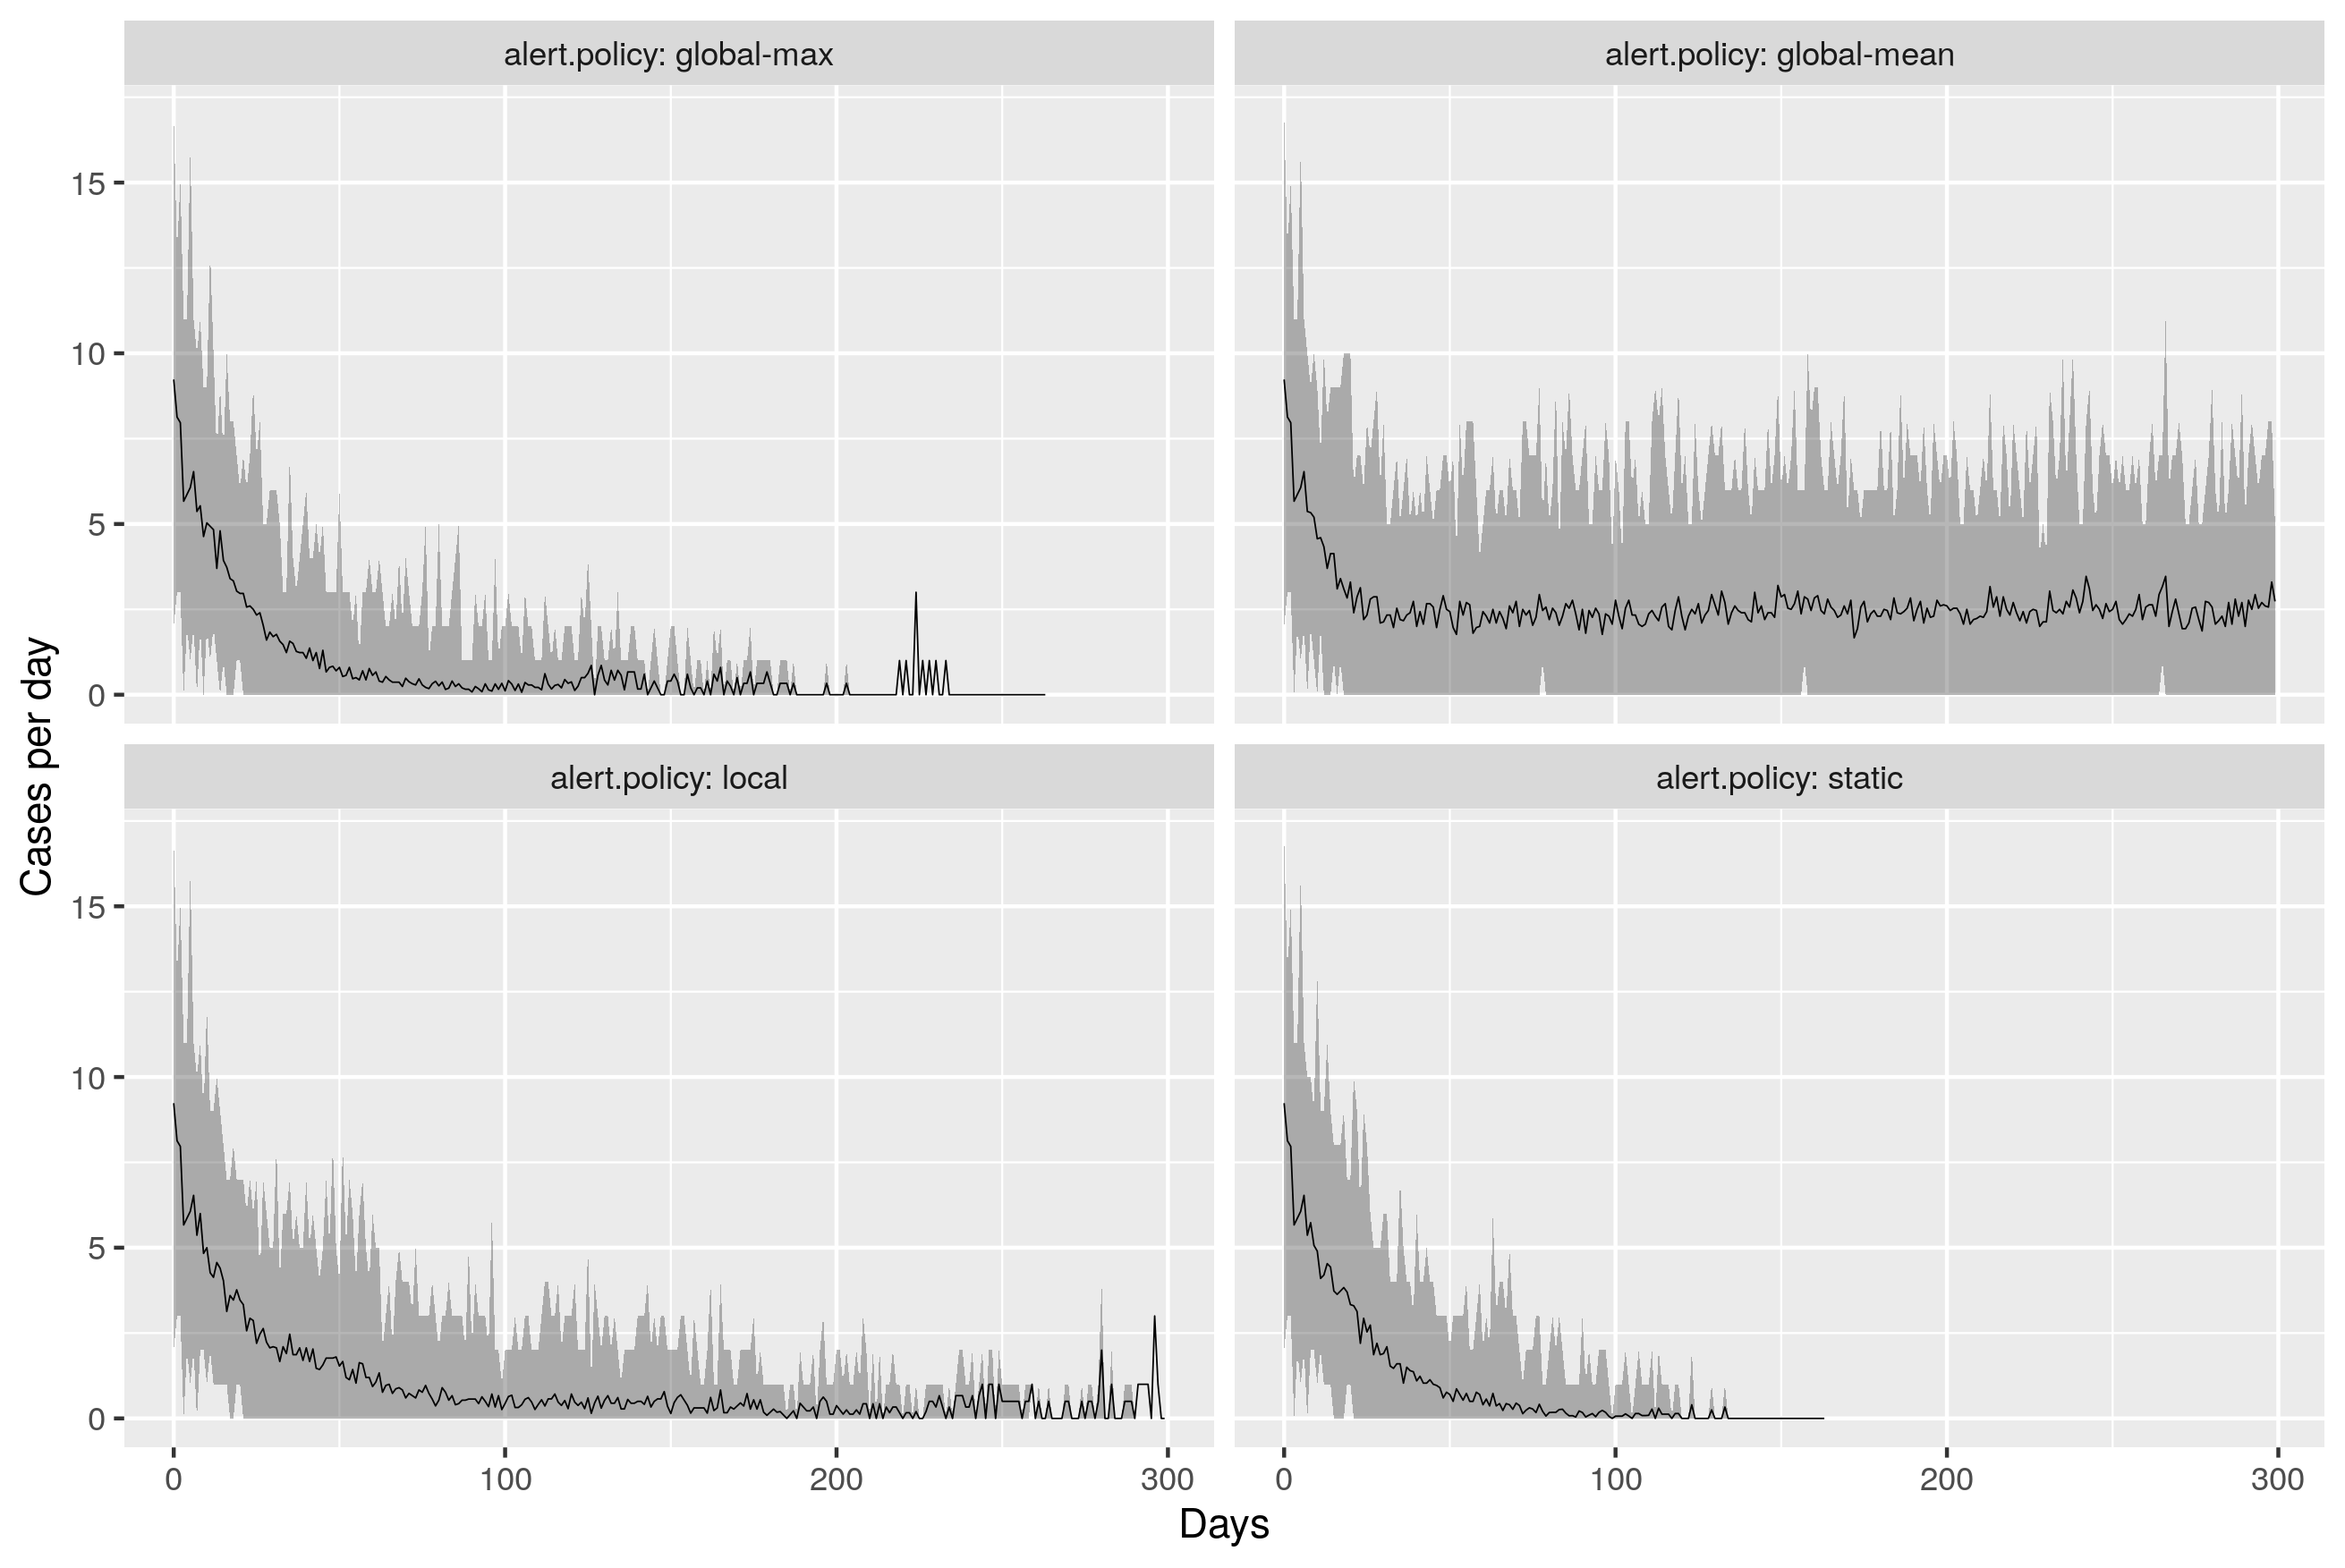 alert.policy: global-max
alert.policy: global-mean
15
10
5
0
Cases per day
alert.policy: local
alert.policy: static
15
10
5
0
0 100 200 300
0 100 200 300
Days